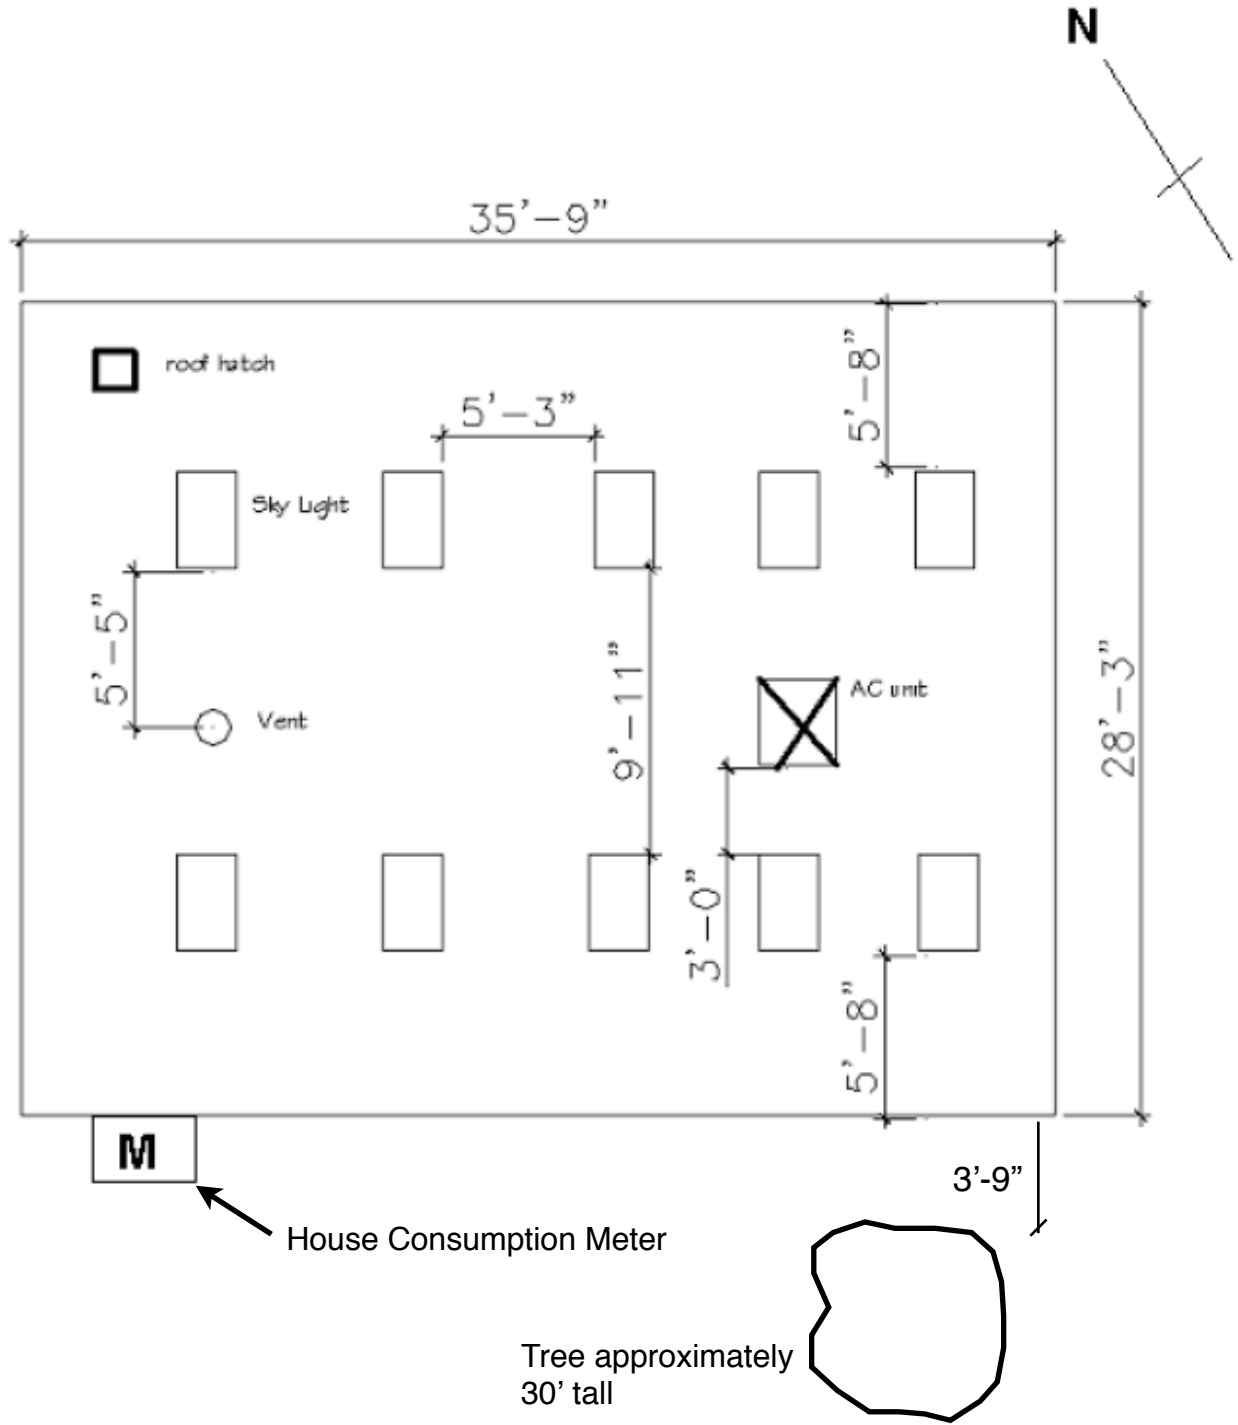 N
35’–9”
roof hatch
5’–8”
5’–3”
Sky Light
5’–5”
9’–11”
AC unit
Vent
28’–3”
3’–0”
5’–8”
M
3’-9”
House Consumption Meter
Tree approximately
30’ tall